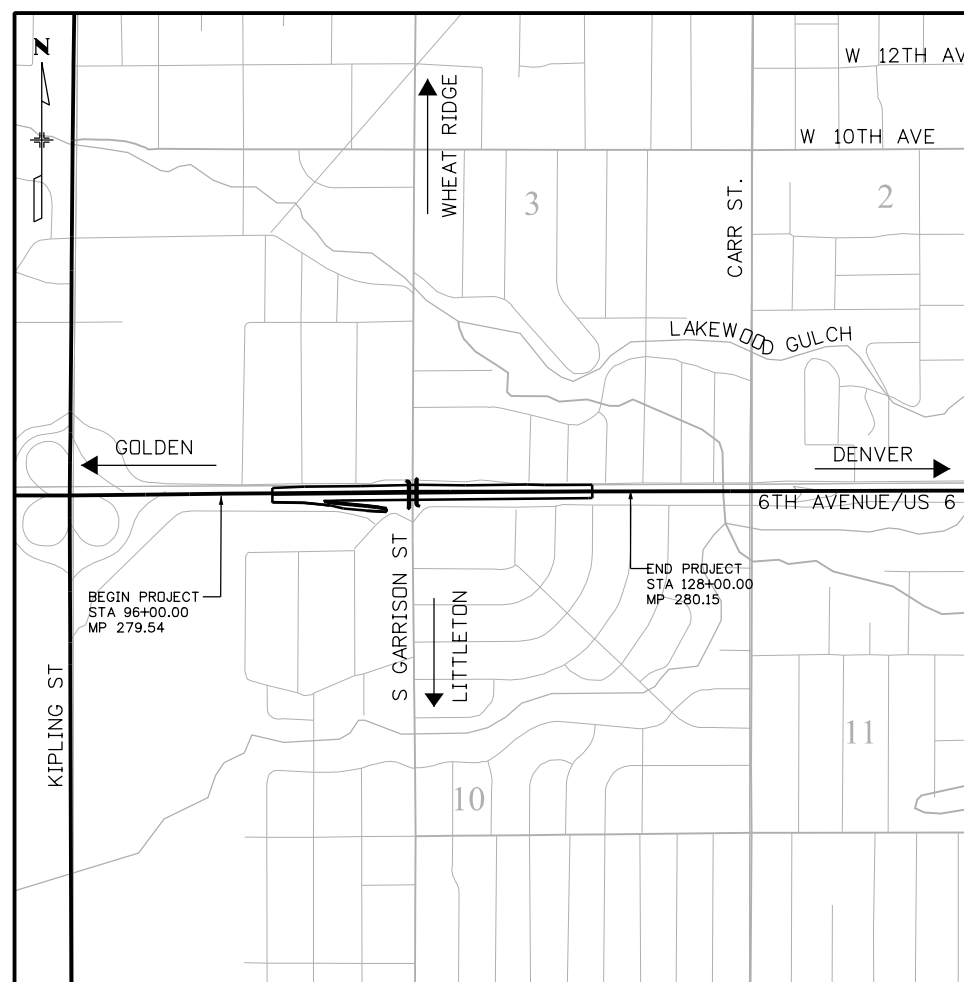 N
W 12TH AV
W 10TH AVE
WHEAT RIDGE
3
2
CARR ST.
LAKEWOOD GULCH
GOLDEN
DENVER
6TH AVENUE/US 6
BEGIN PROJECT
STA 96+00.00
MP 279.54
END PROJECT
STA 128+00.00
MP 280.15
S GARRISON ST
LITTLETON
KIPLING ST
10
11